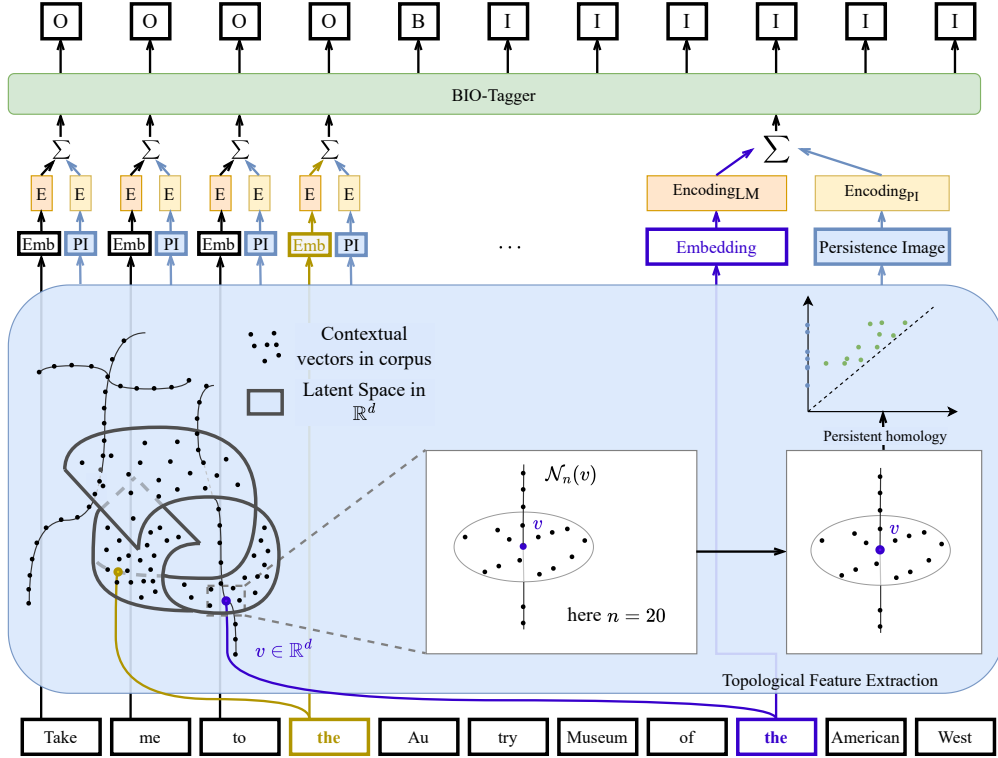 O O O O B I I I I I I
BIO-Tagger
∑ ∑ ∑ ∑ ∑
E E E E E E E E Encoding_LM Encoding_PI
Emb PI Emb PI Emb PI Emb PI ... Embedding Persistence Image
Contextual
vectors in corpus
Latent Space in
ℝ^d
Persistent homology
𝒩_n(v)
v
v
here n = 20
v ∈ ℝ^d
Topological Feature Extraction
Take me to the Au try Museum of the American West